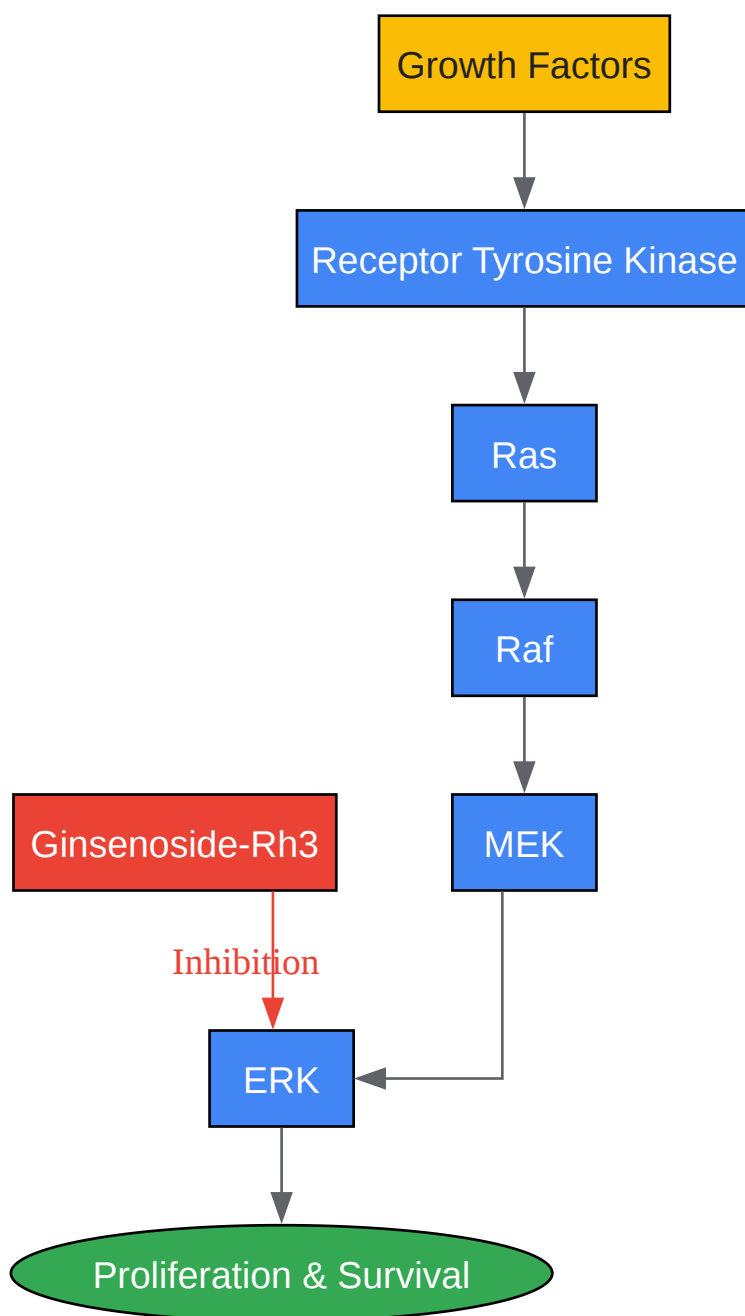 Growth Factors
Receptor Tyrosine Kinase
Ras
Raf
Ginsenoside-Rh3
MEK
Inhibition
ERK
Proliferation & Survival